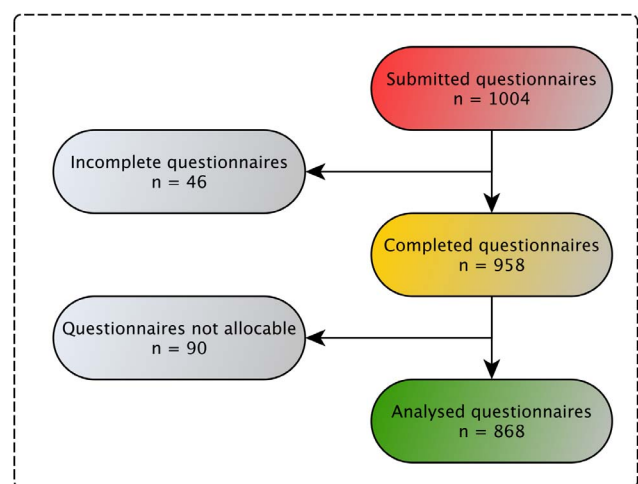 Submitted questionnaires
n = 1004
Incomplete questionnaires
n = 46
Completed questionnaires
n = 958
Questionnaires not allocable
n = 90
Analysed questionnaires
n = 868